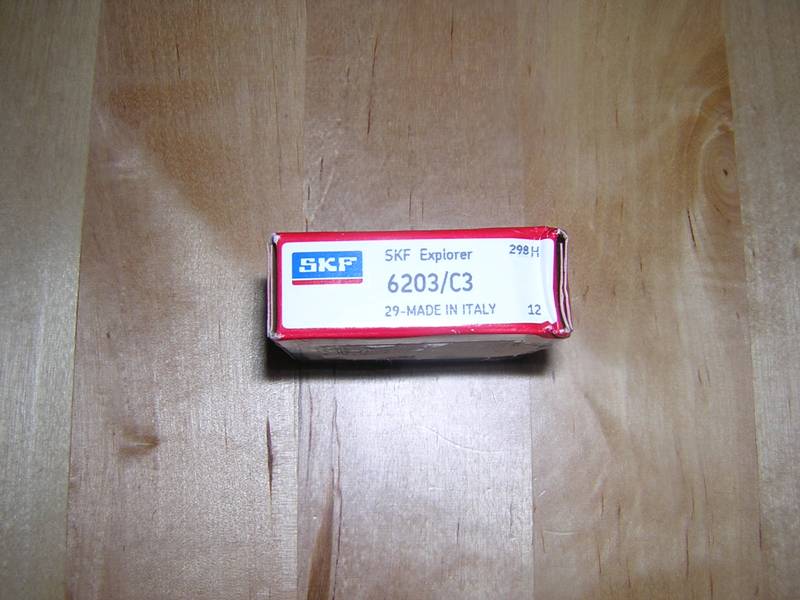 SKF
SKF Explorer
298H
6203/C3
29-MADE IN ITALY
12